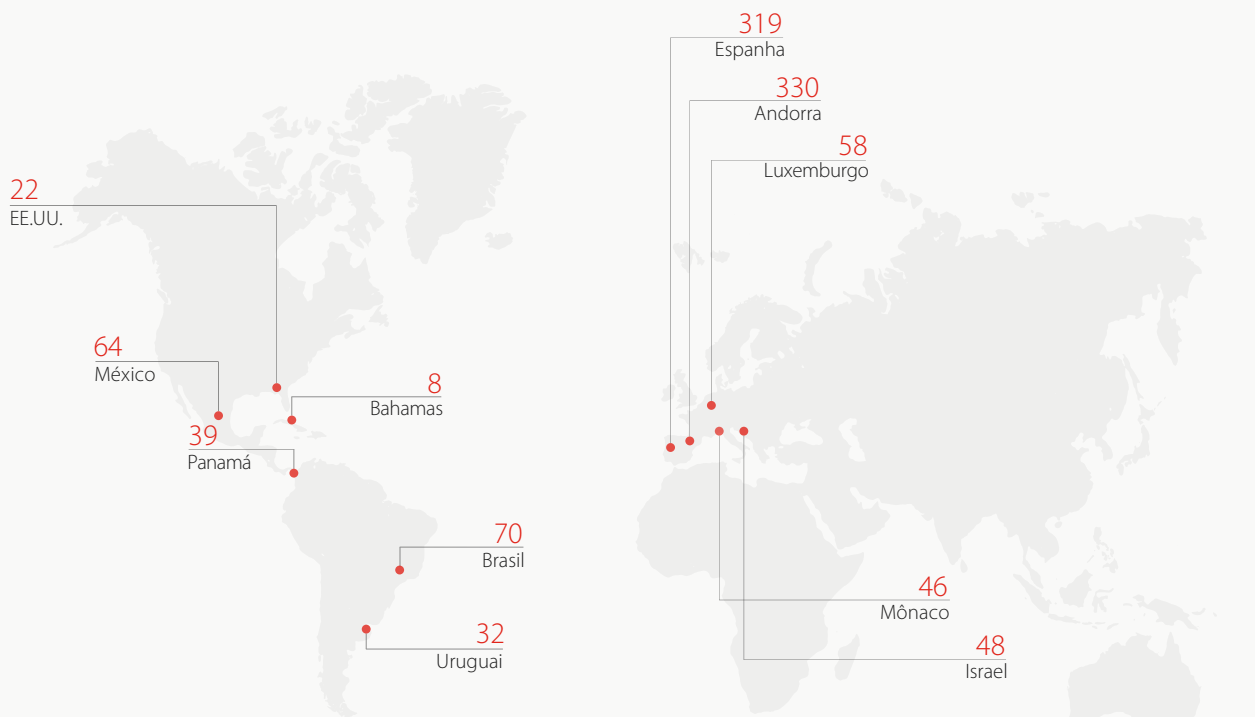 319
Espanha
330
Andorra
58
Luxemburgo
22
EE.UU.
64
México
8
Bahamas
39
Panamá
70
Brasil
46
Mônaco
32
Uruguai
48
Israel